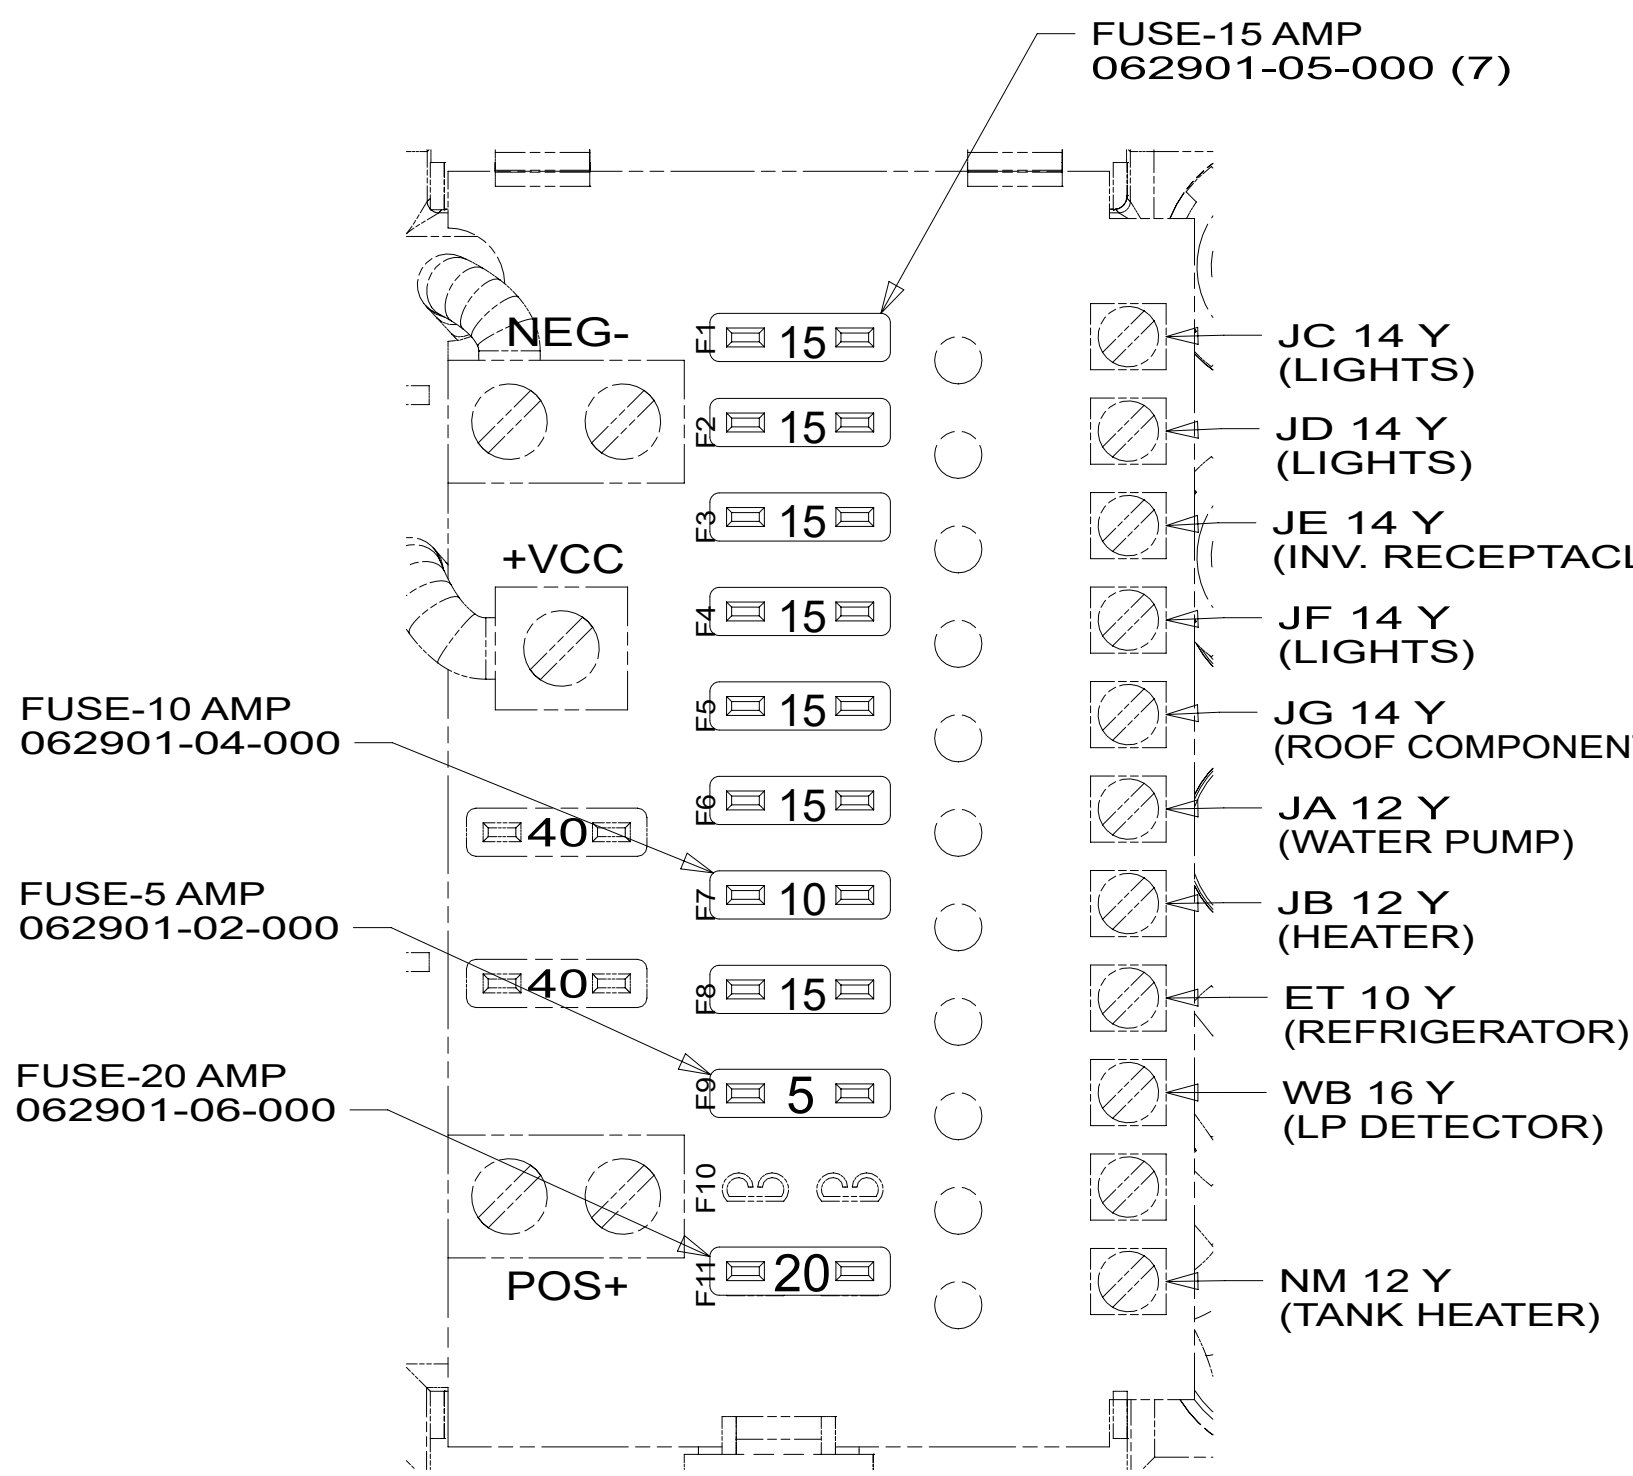 FUSE-15 AMP
062901-05-000 (7)
NEG-
F1
15
JC 14 Y
(LIGHTS)
F2
15
JD 14 Y
(LIGHTS)
+VCC
F3
15
JE 14 Y
(INV. RECEPTACL
F4
15
JF 14 Y
(LIGHTS)
FUSE-10 AMP
062901-04-000
F5
15
JG 14 Y
(ROOF COMPONEN
40
F6
15
JA 12 Y
(WATER PUMP)
FUSE-5 AMP
062901-02-000
F7
10
JB 12 Y
(HEATER)
40
F8
15
ET 10 Y
(REFRIGERATOR)
FUSE-20 AMP
062901-06-000
F9
5
WB 16 Y
(LP DETECTOR)
F10
POS+
F11
20
NM 12 Y
(TANK HEATER)